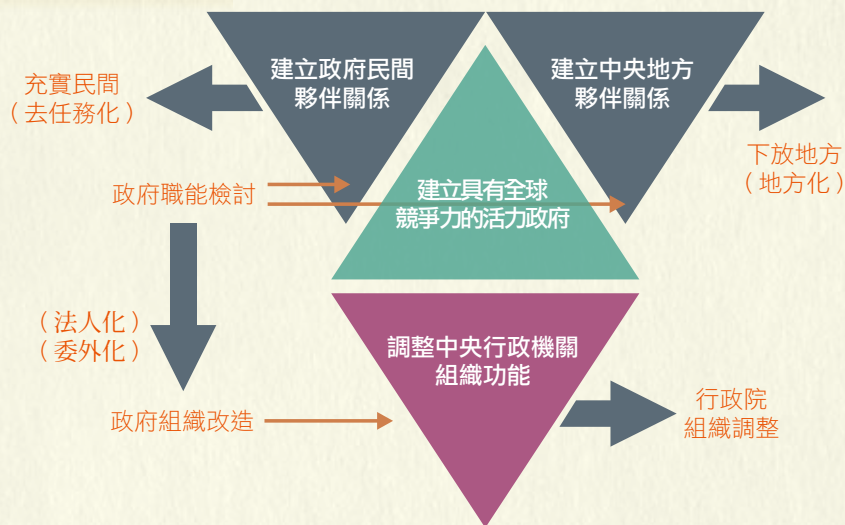 建立政府民間
夥伴關係
建立中央地方
夥伴關係
充實民間
（去任務化）
下放地方
（地方化）
政府職能檢討
建立具有全球
競爭力的活力政府
（法人化）
（委外化）
調整中央行政機關
組織功能
政府組織改造
行政院
組織調整